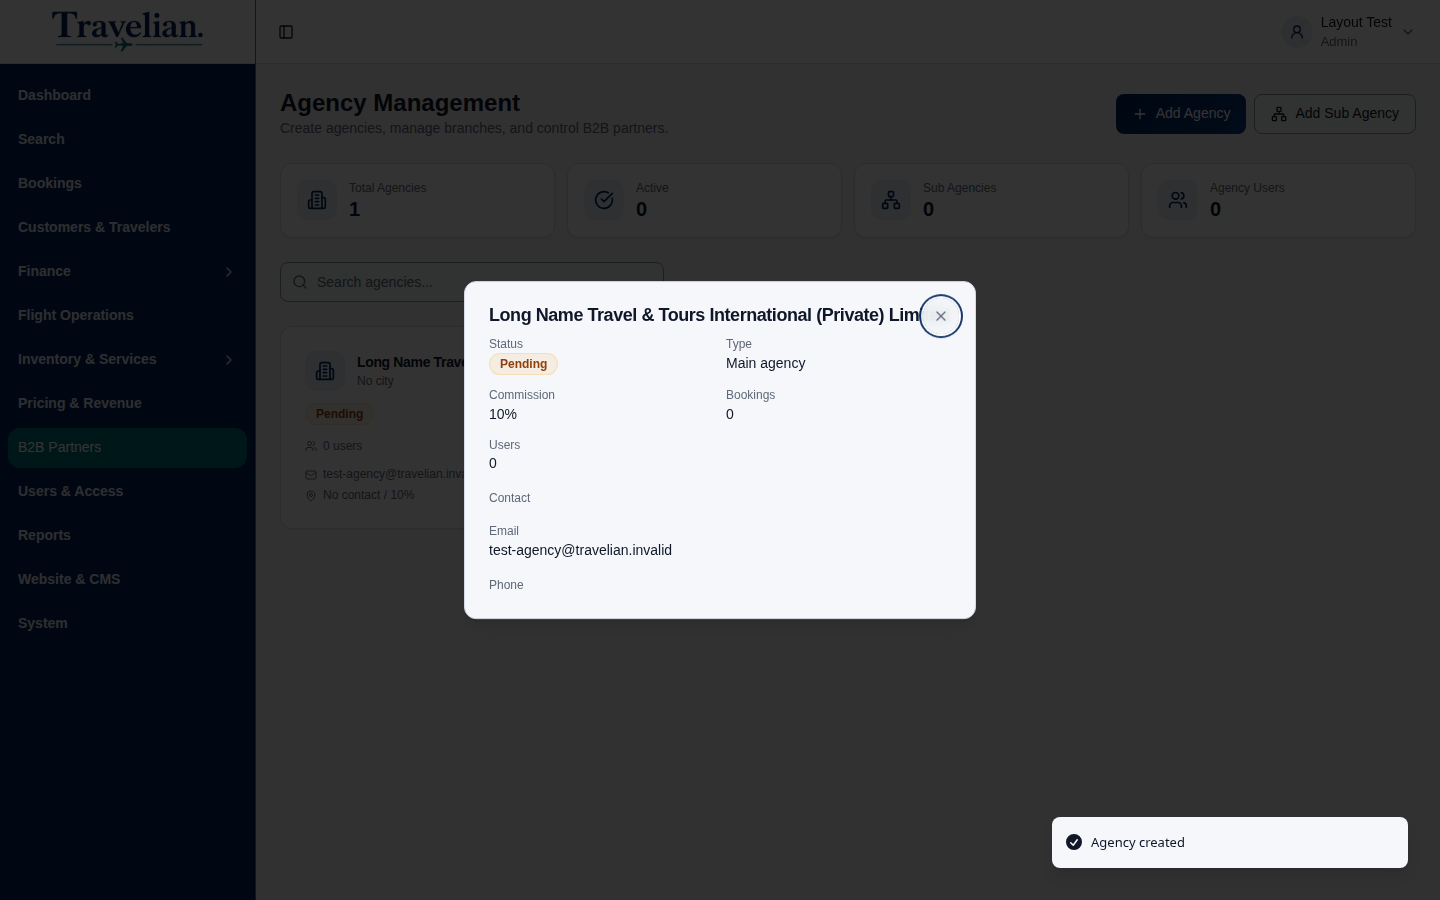 Travelian.
Layout Test
Admin
Dashboard
Search
Bookings
Customers & Travelers
Finance
Flight Operations
Inventory & Services
Pricing & Revenue
B2B Partners
Users & Access
Reports
Website & CMS
System
Agency Management
Create agencies, manage branches, and control B2B partners.
Add Agency
Add Sub Agency
Total Agencies
1
Active
0
Sub Agencies
0
Agency Users
0
Search agencies...
Long Name Trave
No city
Pending
0 users
test-agency@travelian.inva
No contact / 10%
Long Name Travel & Tours International (Private) Lim
Status
Pending
Type
Main agency
Commission
10%
Bookings
0
Users
0
Contact
Email
test-agency@travelian.invalid
Phone
Agency created